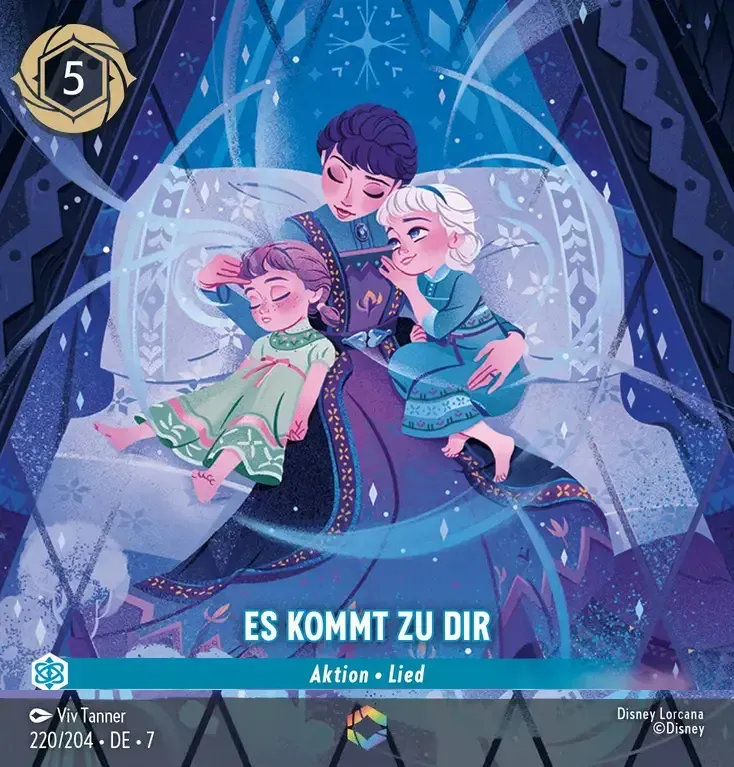 5
ES KOMMT ZU DIR
Aktion • Lied
Viv Tanner
220/204 • DE • 7
Disney Lorcana
©Disney